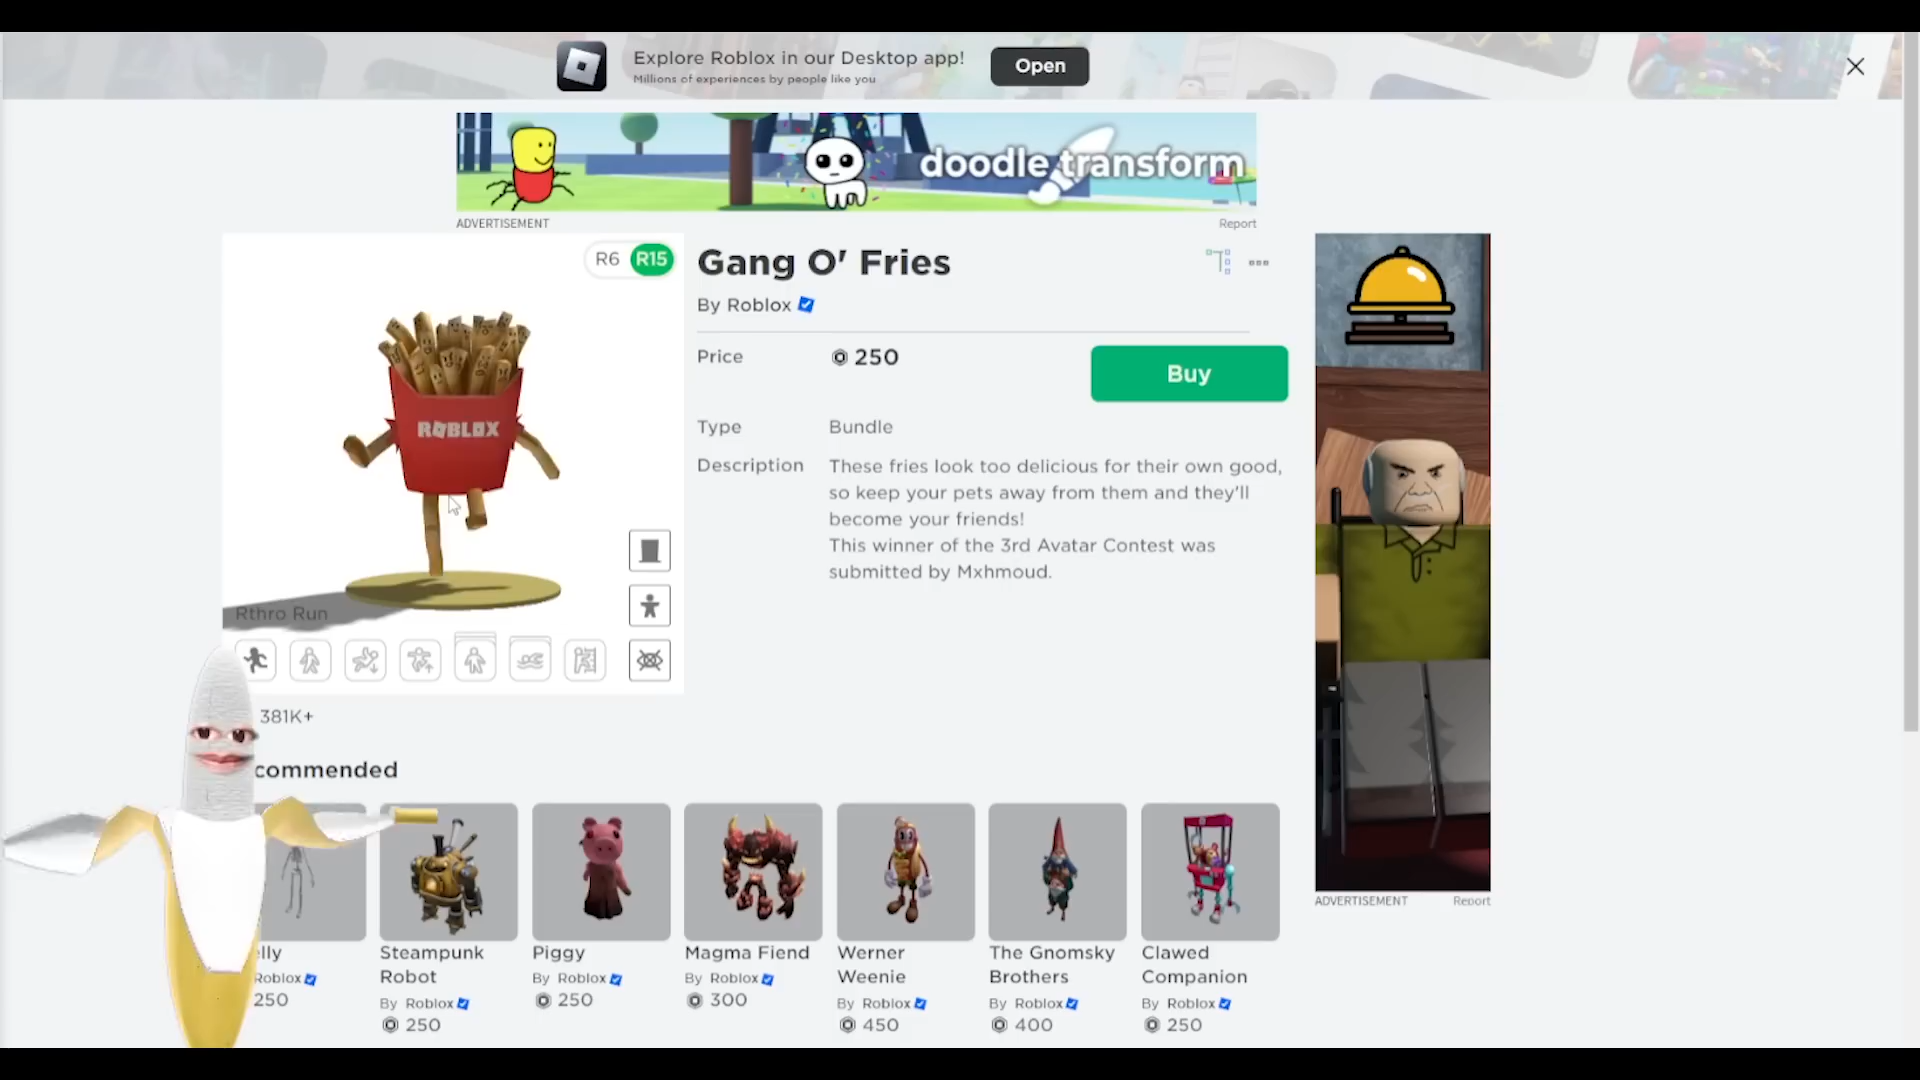 Explore Roblox in our Desktop app!
Millions of experiences by people like you
Open
doodle transform
ADVERTISEMENT
Report
R6 R15
Gang O' Fries
By Roblox
Price 250
Buy
Type Bundle
Description These fries look too delicious for their own good,
so keep your pets away from them and they'll
become your friends!
This winner of the 3rd Avatar Contest was
submitted by Mxhmoud.
ROBLOX
Rthro Run
381K+
commended
elly
Roblox
250
Steampunk
Robot
By Roblox
250
Piggy
By Roblox
250
Magma Fiend
By Roblox
300
Werner
Weenie
By Roblox
450
The Gnomsky
Brothers
By Roblox
400
Clawed
Companion
By Roblox
250
ADVERTISEMENT
Report